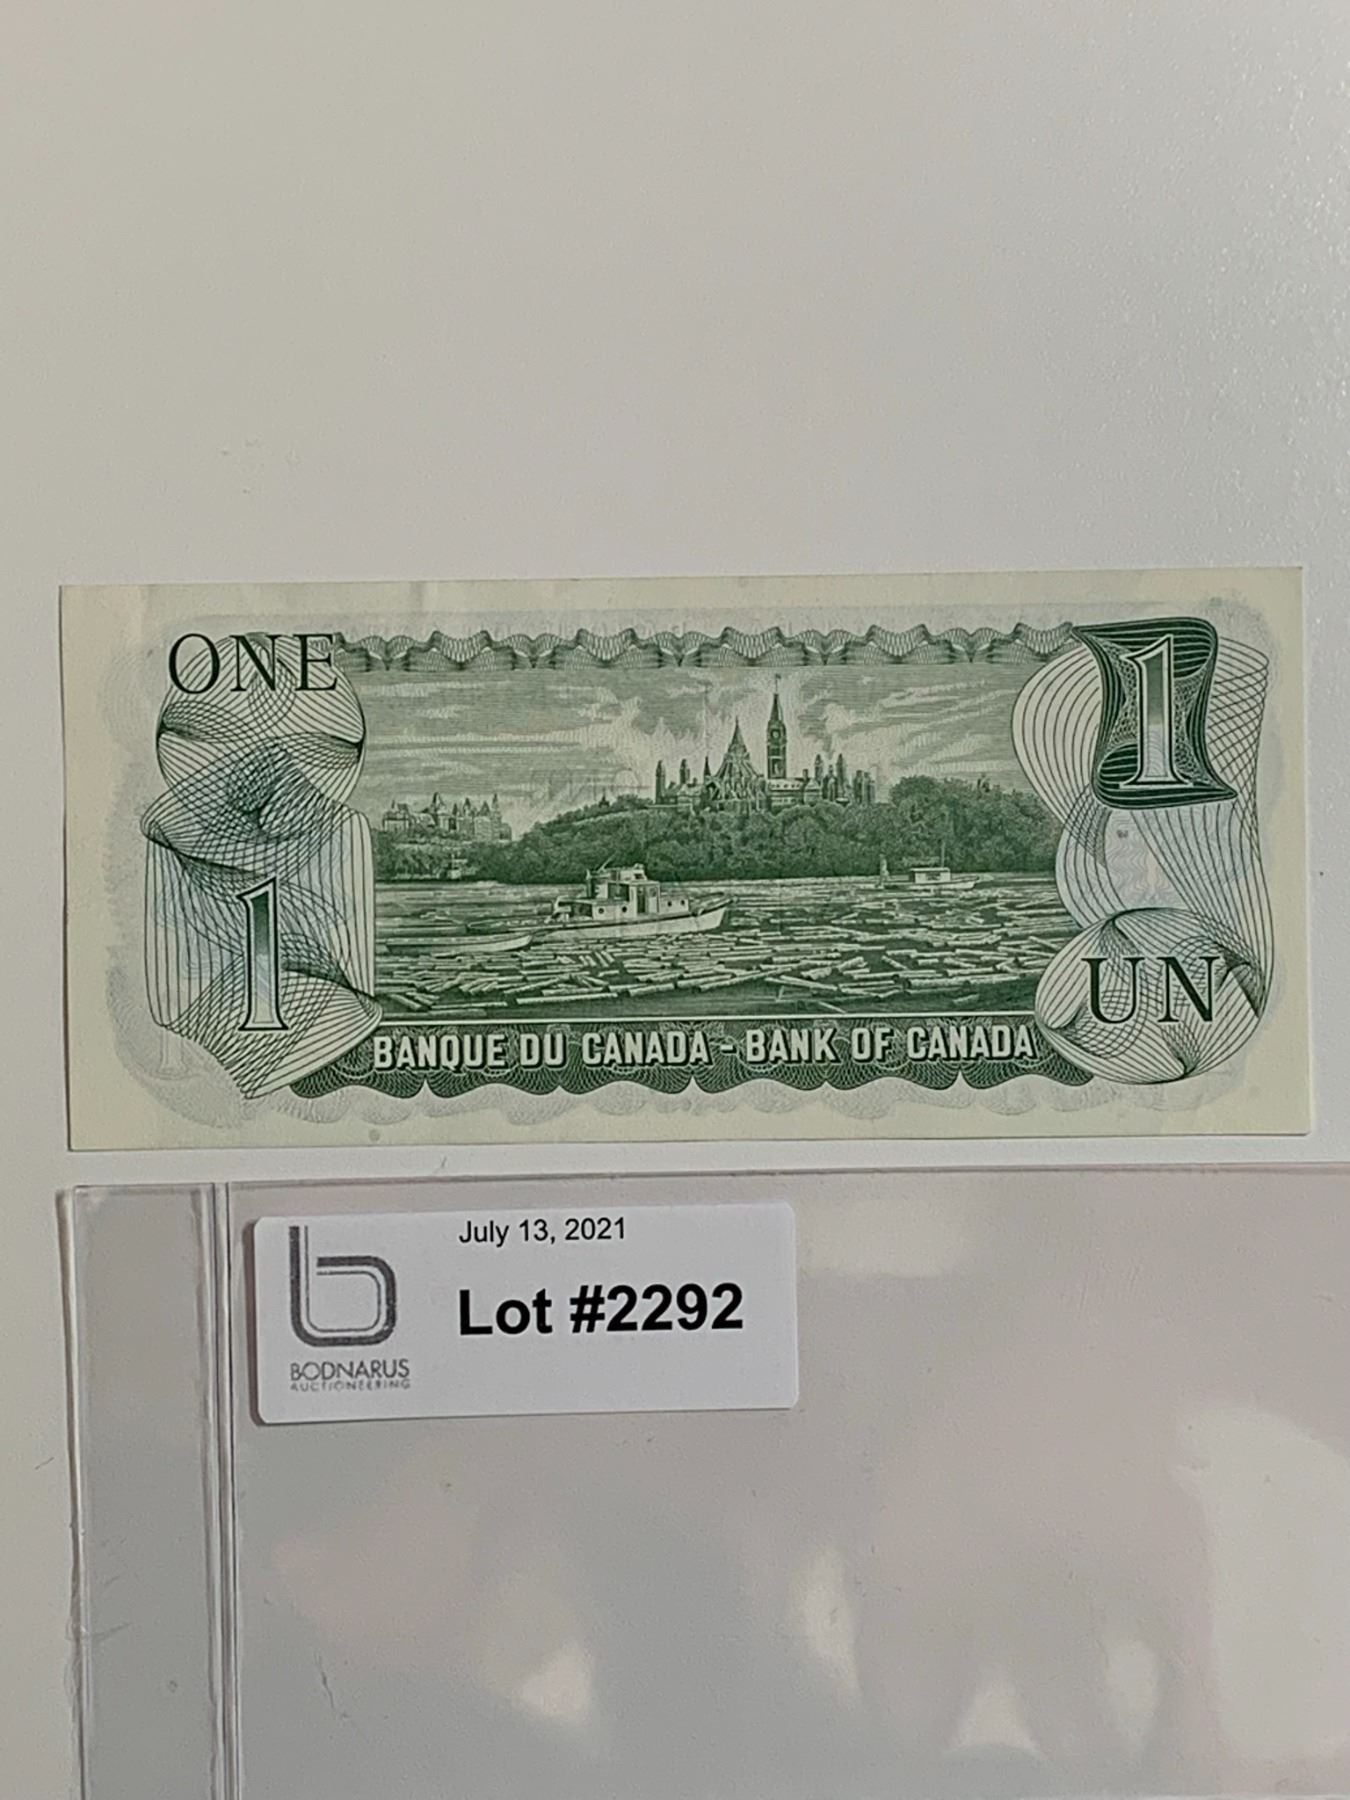 ONE
1
1
UN
BANQUE DU CANADA - BANK OF CANADA
July 13, 2021
Lot #2292
BODNARUS
AUCTIONEERING